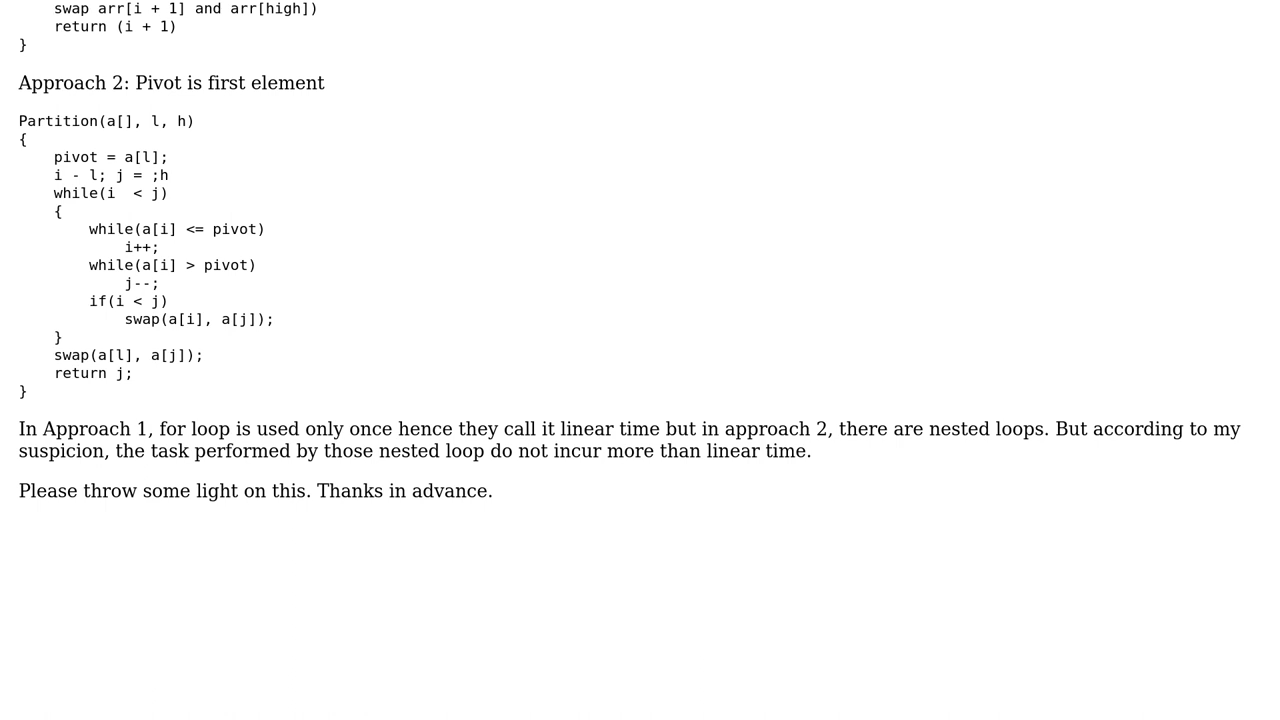 swap arr[i + 1] and arr[high])
    return (i + 1)
}
Approach 2: Pivot is first element
Partition(a[], l, h)
{
    pivot = a[l];
    i - l; j = ;h
    while(i  < j)
    {
        while(a[i] <= pivot)
            i++;
        while(a[i] > pivot)
            j--;
        if(i < j)
            swap(a[i], a[j]);
    }
    swap(a[l], a[j]);
    return j;
}
In Approach 1, for loop is used only once hence they call it linear time but in approach 2, there are nested loops. But according to my
suspicion, the task performed by those nested loop do not incur more than linear time.
Please throw some light on this. Thanks in advance.